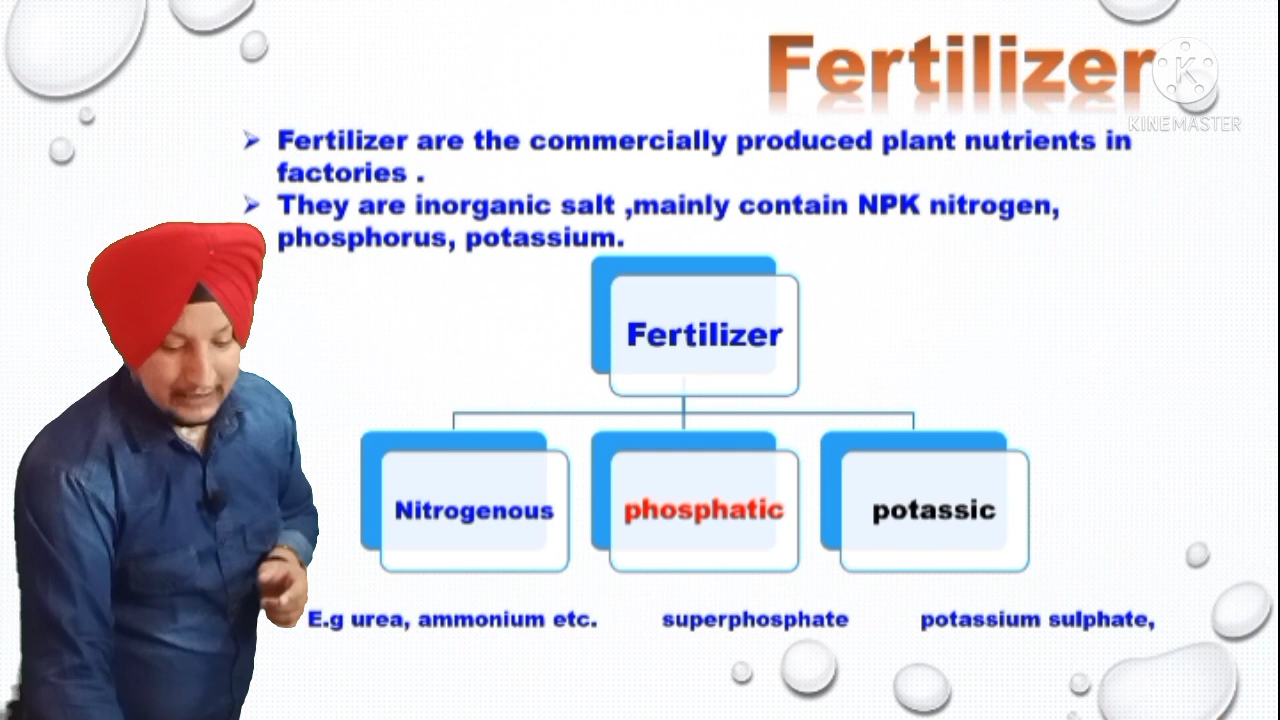 Fertilizer
K
KINEMASTER
Fertilizer are the commercially produced plant nutrients in
factories .
They are inorganic salt ,mainly contain NPK nitrogen,
phosphorus, potassium.
Fertilizer
Nitrogenous
phosphatic
potassic
E.g urea, ammonium etc.
superphosphate
potassium sulphate,